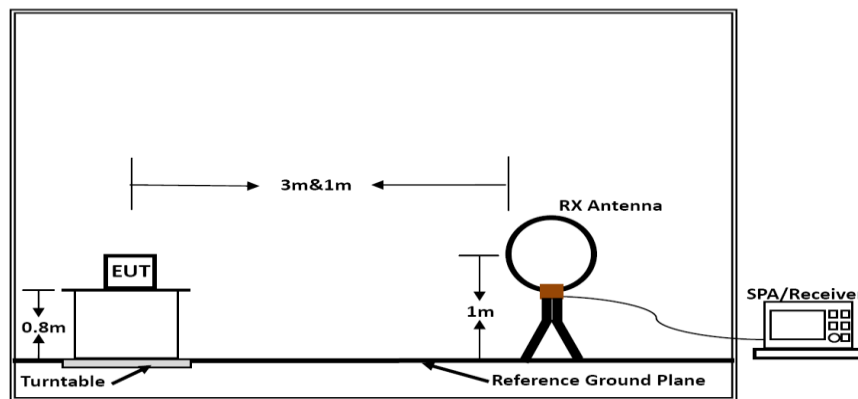 3m&1m
RX Antenna
EUT
SPA/Receiver
0.8m
1m
Turntable
Reference Ground Plane